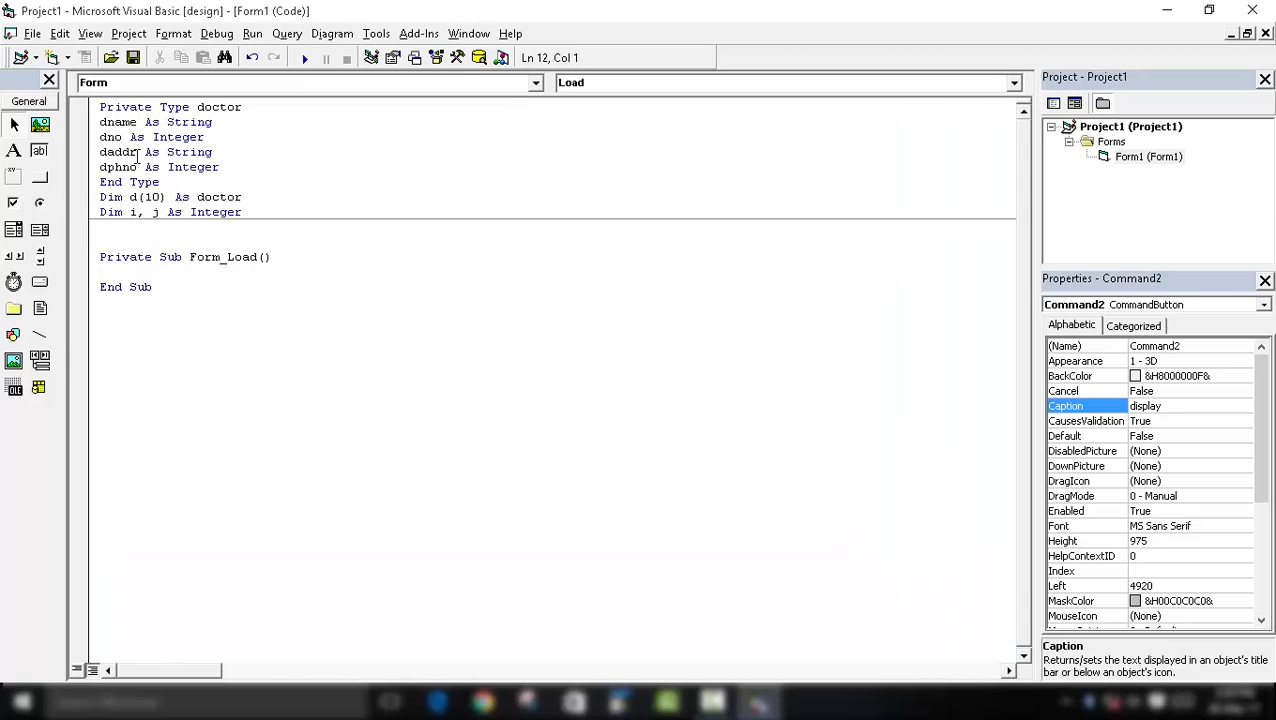 Project1 - Microsoft Visual Basic [design] - [Form1 (Code)]
File Edit View Project Format Debug Run Query Diagram Tools Add-Ins Window Help
Ln 12, Col 1
General
Form Load
Private Type doctor
dname As String
dno As Integer
daddr As String
dphno As Integer
End Type
Dim d(10) As doctor
Dim i, j As Integer
Private Sub Form_Load()
End Sub
Project - Project1
Project1 (Project1)
Forms
Form1 (Form1)
Properties - Command2
Command2 CommandButton
Alphabetic Categorized
(Name) Command2
Appearance 1 - 3D
BackColor &H8000000F&
Cancel False
Caption display
CausesValidation True
Default False
DisabledPicture (None)
DownPicture (None)
DragIcon (None)
DragMode 0 - Manual
Enabled True
Font MS Sans Serif
Height 975
HelpContextID 0
Index
Left 4920
MaskColor &H00C0C0C0&
MouseIcon (None)
Caption
Returns/sets the text displayed in an object's title
bar or below an object's icon.